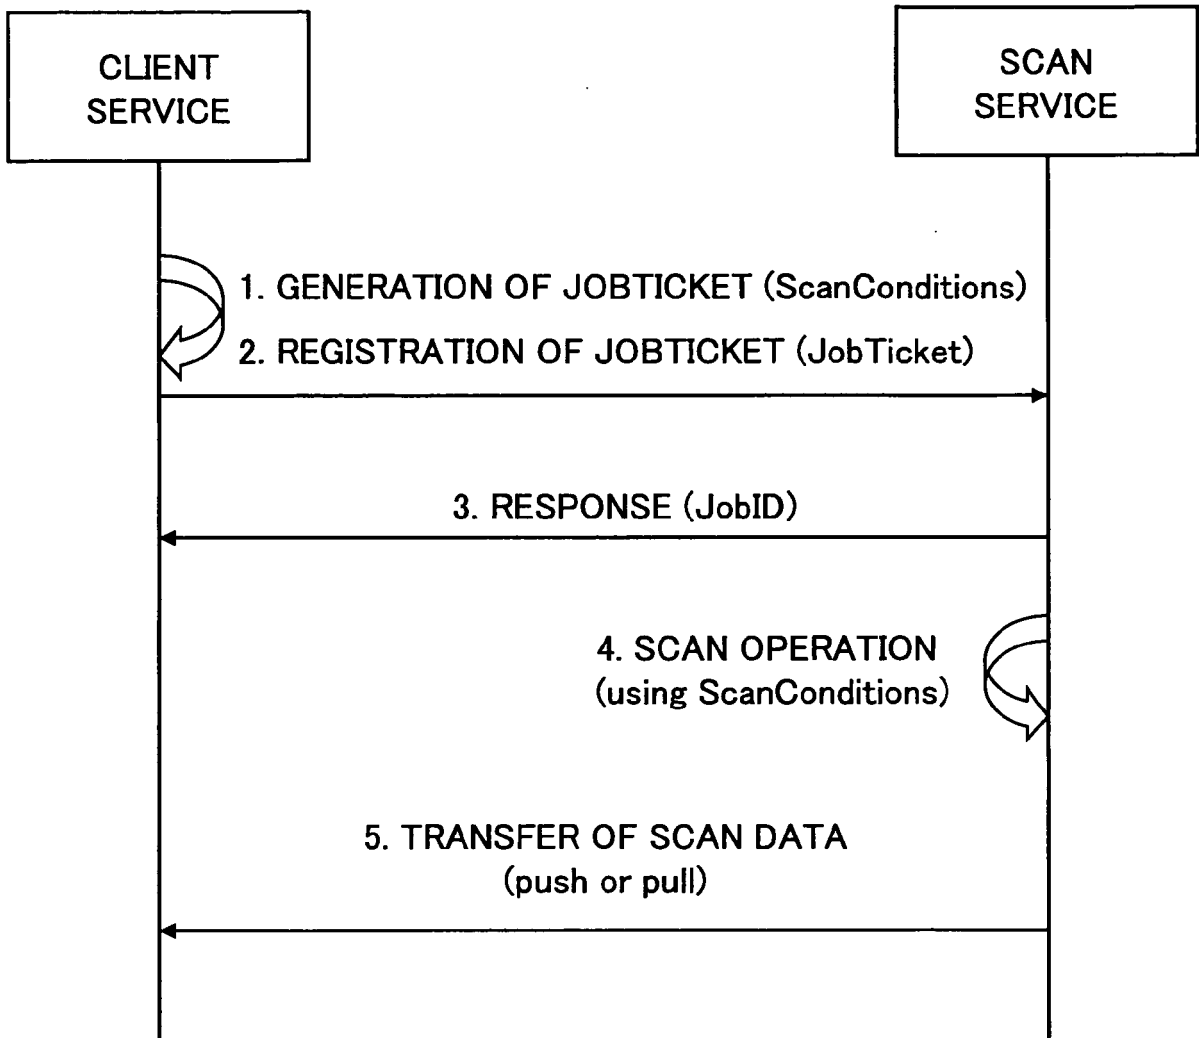 CLIENT
SERVICE
SCAN
SERVICE
1. GENERATION OF JOBTICKET (ScanConditions)
2. REGISTRATION OF JOBTICKET (JobTicket)
3. RESPONSE (JobID)
4. SCAN OPERATION
(using ScanConditions)
5. TRANSFER OF SCAN DATA
(push or pull)